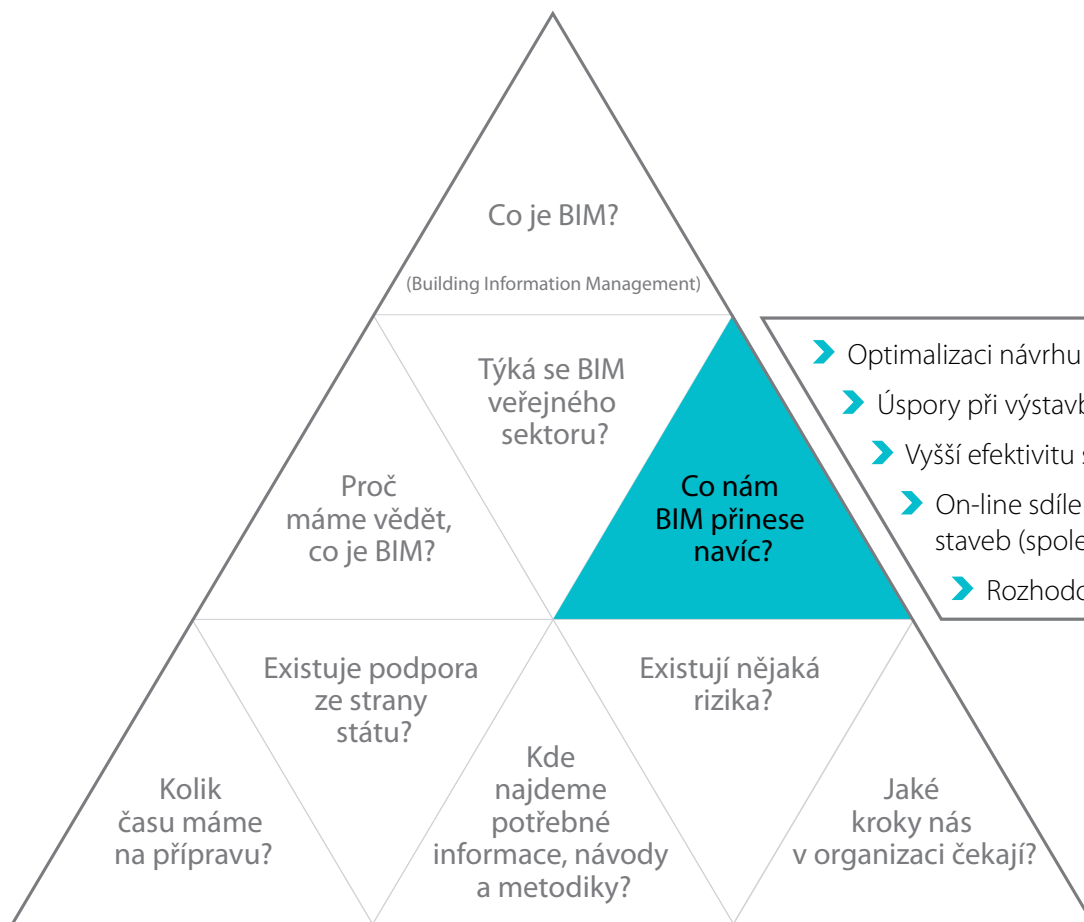 Co je BIM?
(Building Information Management)
Týká se BIM
veřejného
sektoru?
Proč
máme vědět,
co je BIM?
Co nám
BIM přinese
navíc?
Optimalizaci návrhu
Úspory při
Vyšší efektivitu
On-line
staveb
Existuje podpora
ze strany
státu?
Existují nějaká
rizika?
Kolik
času máme
na přípravu?
Kde
najdeme
potřebné
informace, návody
a metodiky?
Jaké
kroky nás
v organizaci čekají?